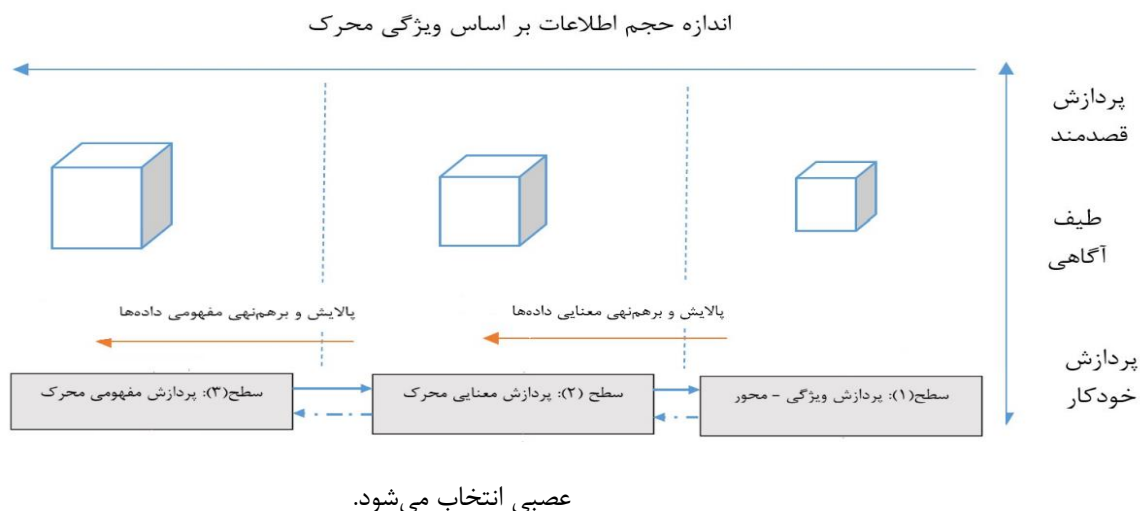 اندازه حجم اطلاعات بر اساس ویژگی محرک
پردازش
قصدمند
طیف
آگاهی
پردازش
خودکار
پالایش و برهم‌نهی معنایی داده‌ها
پالایش و برهم‌نهی مفهومی داده‌ها
سطح(۱): پردازش ویژگی - محور
سطح (۲): پردازش معنایی محرک
سطح(۳): پردازش مفهومی محرک
عصبی انتخاب می‌شود.